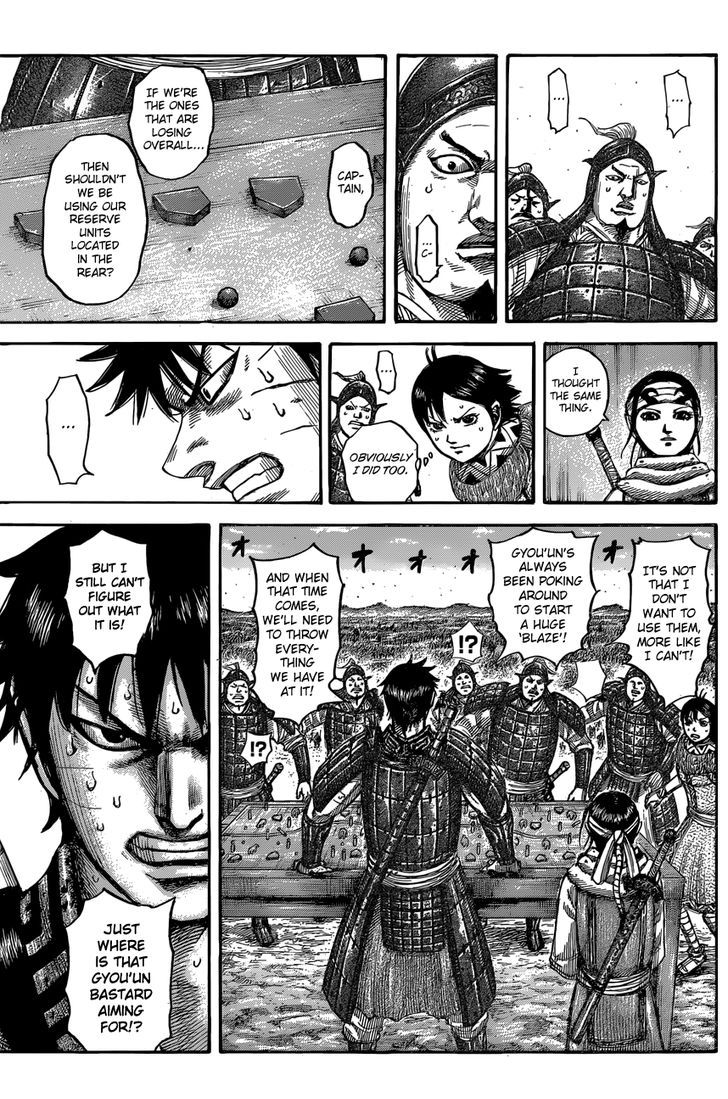 ...
...
...
C-
CAP-
TAIN,
IF WE'RE
THE ONES
THAT ARE
LOSING
OVERALL...
THEN
SHOULDN'T
WE BE
USING OUR
RESERVE
UNITS
LOCATED
IN THE
REAR?
I
THOUGHT
THE SAME
THING.
...
OBVIOUSLY
I DID TOO.
...
IT'S NOT
THAT I
DON'T
WANT TO
USE THEM,
MORE LIKE
I CAN'T!
GYOU'UN'S
ALWAYS
BEEN POKING
AROUND
TO START
A HUGE
'BLAZE'!
!?
AND WHEN
THAT TIME
COMES,
WE'LL NEED
TO THROW
EVERY-
THING
WE HAVE
AT IT!
!?
オ
オ
オ
オ
BUT I
STILL CAN'T
FIGURE
OUT WHAT
IT IS!
JUST
WHERE
IS THAT
GYOU'UN
BASTARD
AIMING
FOR!?